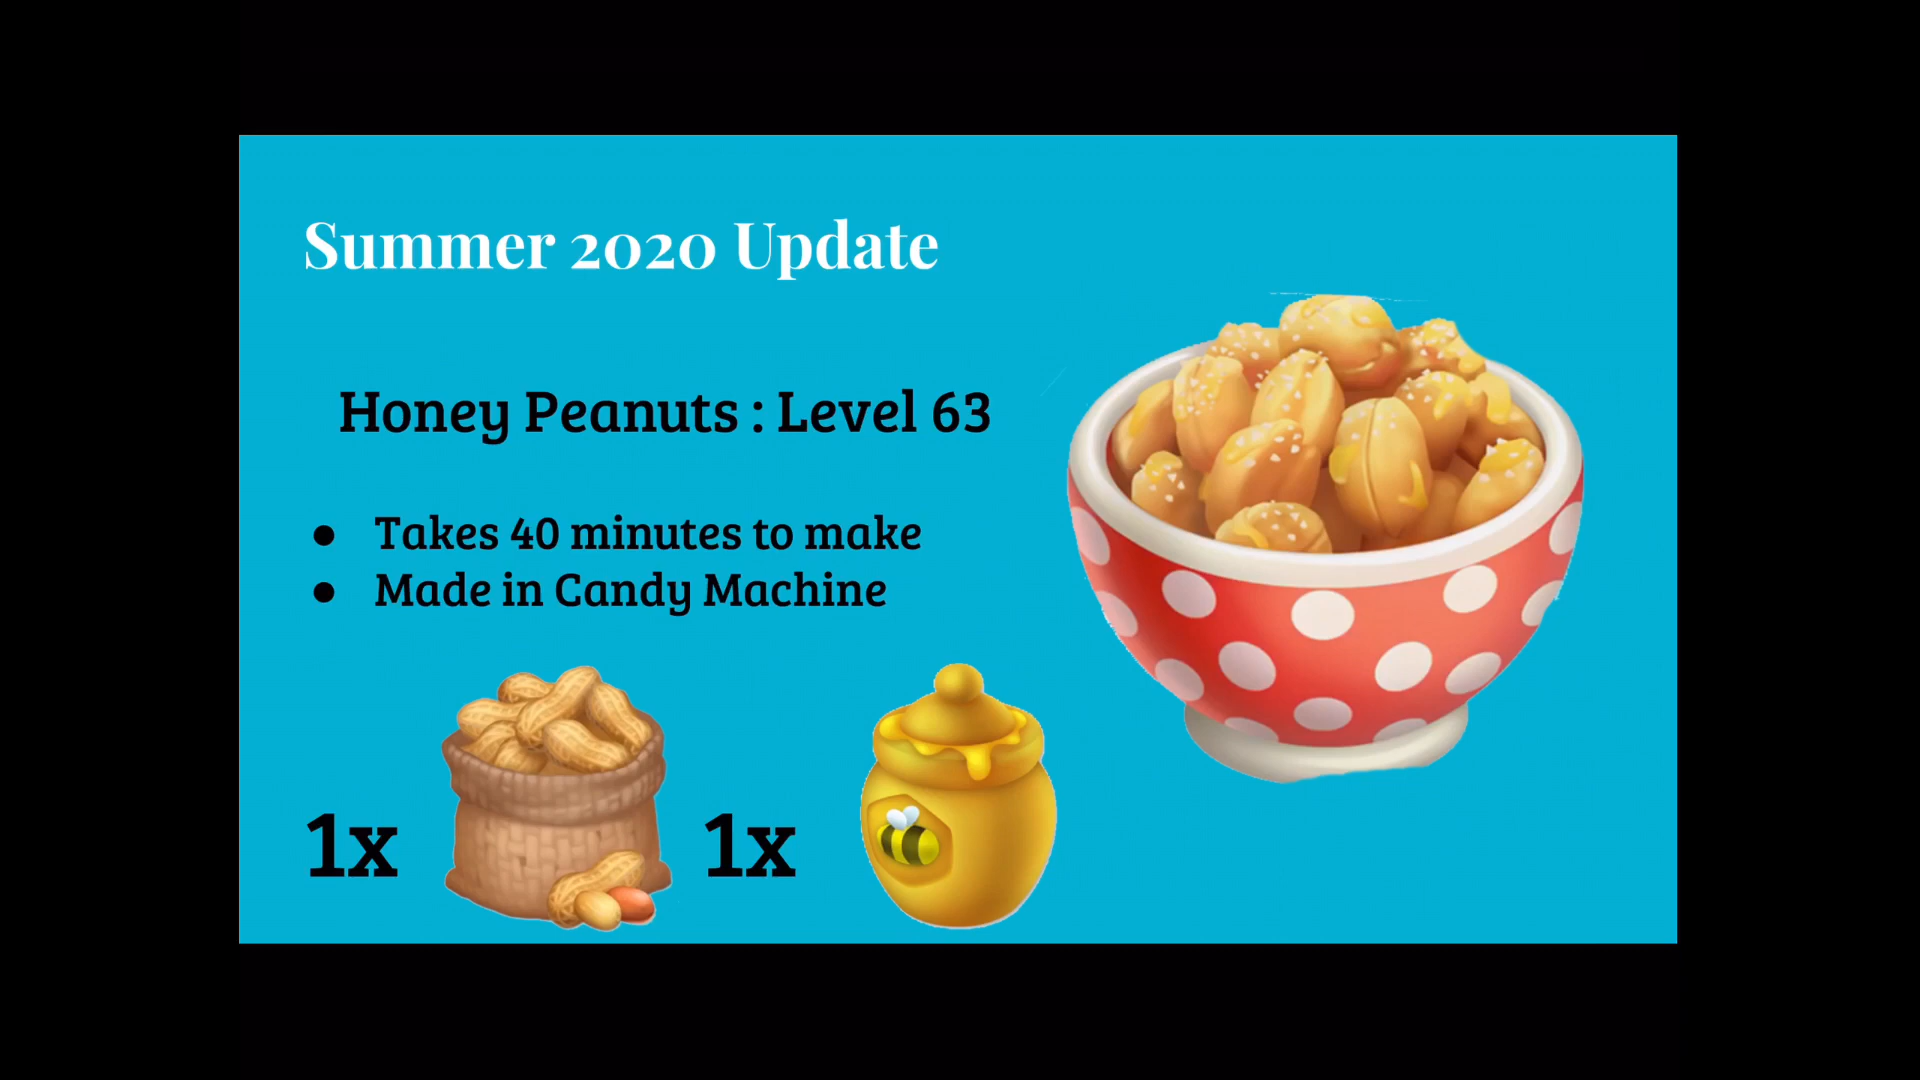 Summer 2020 Update
Honey Peanuts : Level 63
● Takes 40 minutes to make
● Made in Candy Machine
1x 1x